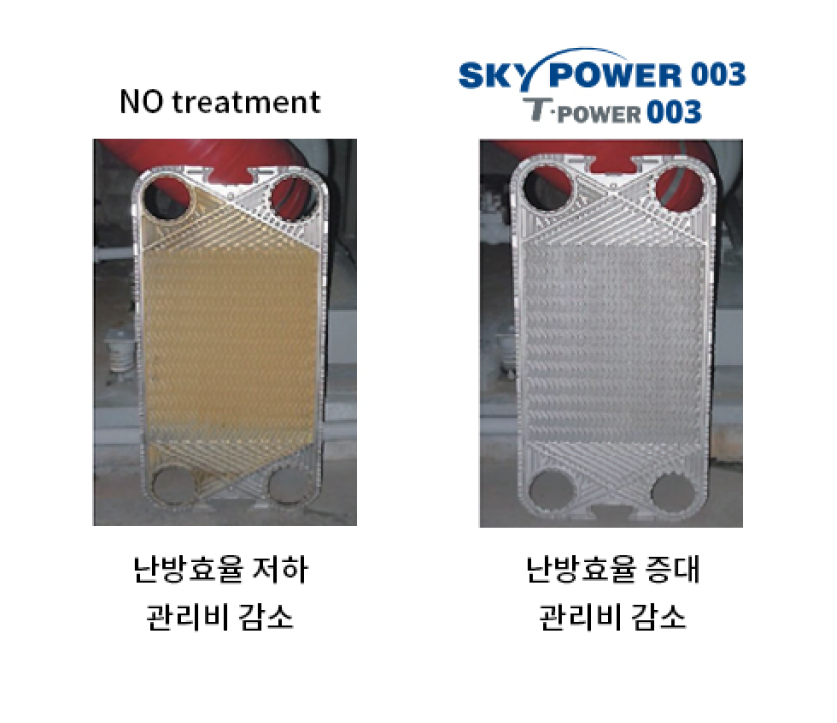 NO treatment
SKY POWER 003
T·POWER 003
난방효율 저하
관리비 감소
난방효율 증대
관리비 감소